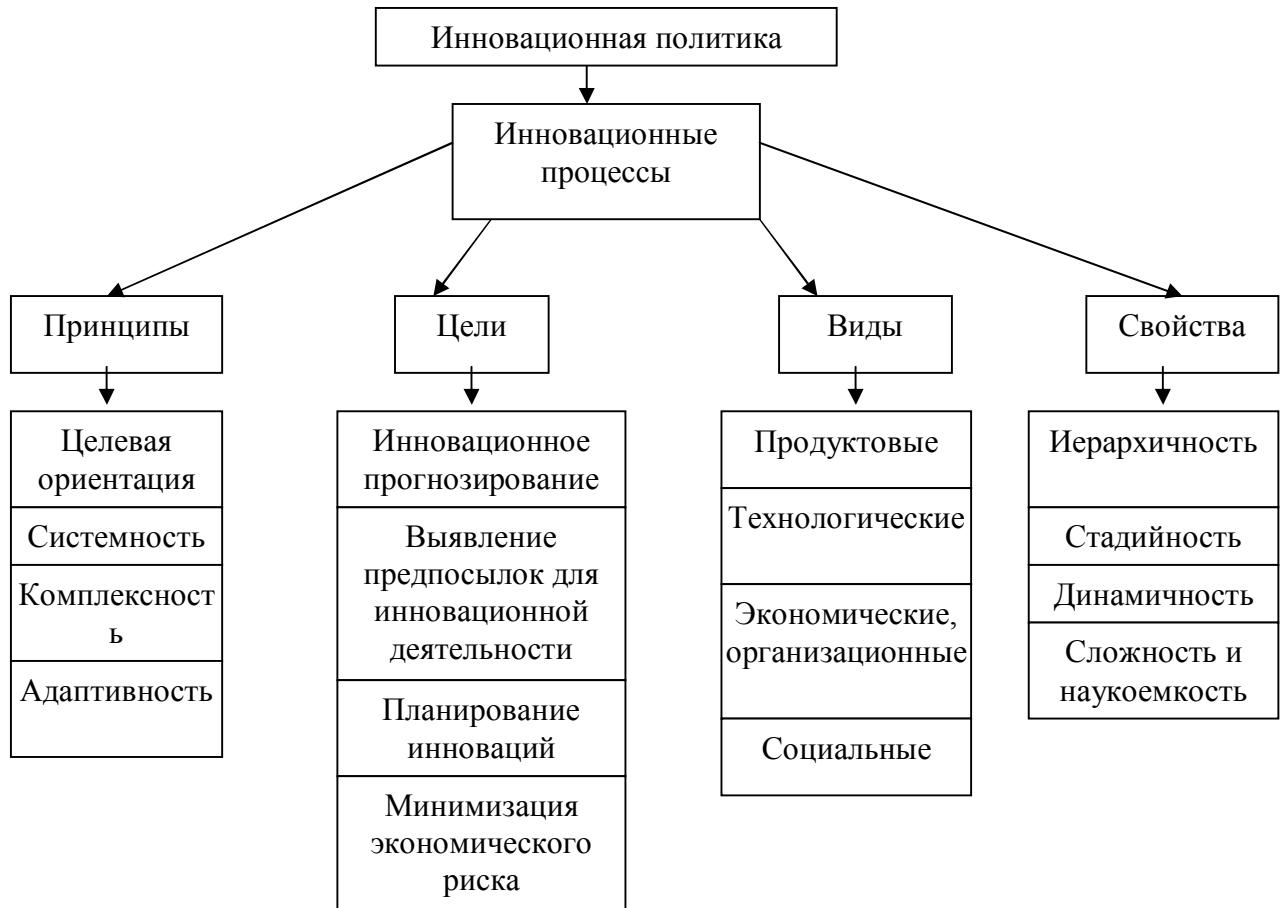 Инновационная политика
Инновационные
процессы
Принципы
Цели
Виды
Свойства
Целевая
ориентация
Системность
Комплексност
ь
Адаптивность
Инновационное
прогнозирование
Выявление
предпосылок для
инновационной
деятельности
Планирование
инноваций
Минимизация
экономического
риска
Продуктовые
Технологические
Экономические,
организационные
Социальные
Иерархичность
Стадийность
Динамичность
Сложность и
наукоемкость